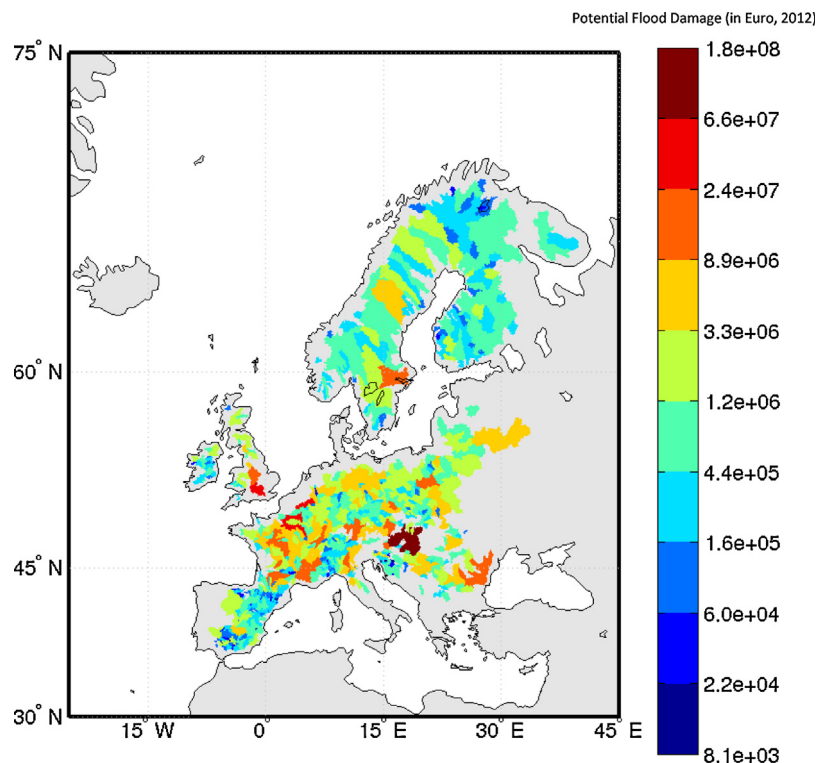 Potential Flood Damage (in Euro, 2012)
75° N
60° N
45° N
30° N
15 W
0
15 E
30 E
45 E
1.8e+08
6.6e+07
2.4e+07
8.9e+06
3.3e+06
1.2e+06
4.4e+05
1.6e+05
6.0e+04
2.2e+04
8.1e+03